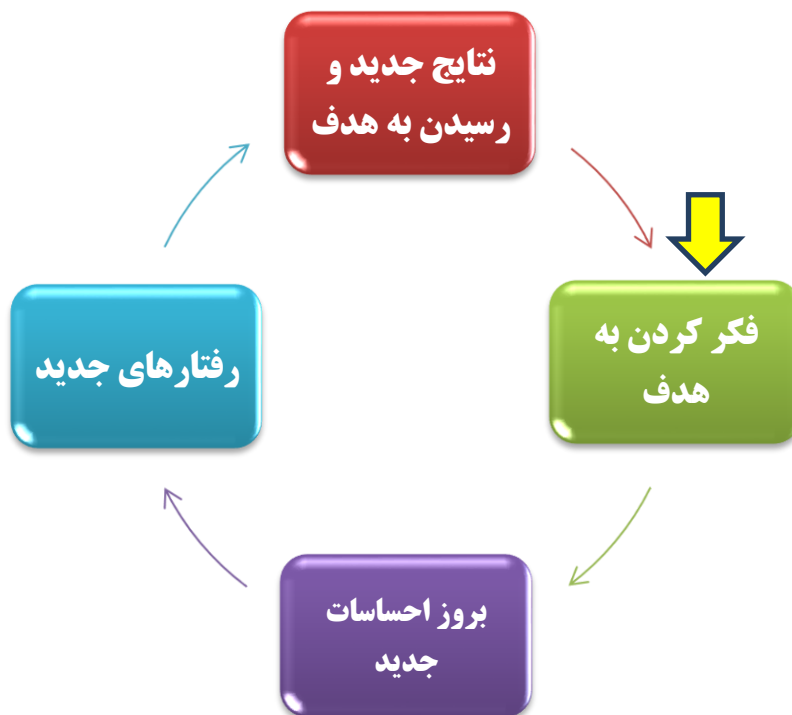 نتایج جدید و
رسیدن به هدف
فکر کردن به
هدف
بروز احساسات
جدید
رفتارهای جدید